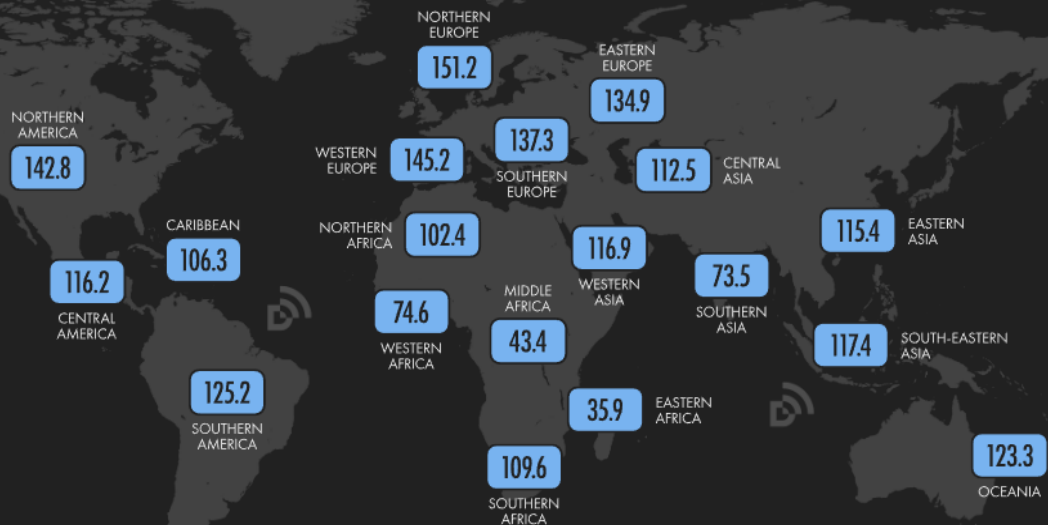 NORTHERN
EUROPE
151.2
EASTERN
EUROPE
134.9
NORTHERN
AMERICA
142.8
WESTERN
EUROPE
145.2
137.3
SOUTHERN
EUROPE
112.5
CENTRAL
ASIA
CARIBBEAN
106.3
NORTHERN
AFRICA
102.4
116.9
WESTERN
ASIA
115.4
EASTERN
ASIA
116.2
CENTRAL
AMERICA
73.5
SOUTHERN
ASIA
74.6
WESTERN
AFRICA
MIDDLE
AFRICA
43.4
117.4
SOUTH-EASTERN
ASIA
125.2
SOUTHERN
AMERICA
35.9
EASTERN
AFRICA
109.6
SOUTHERN
AFRICA
123.3
OCEANIA